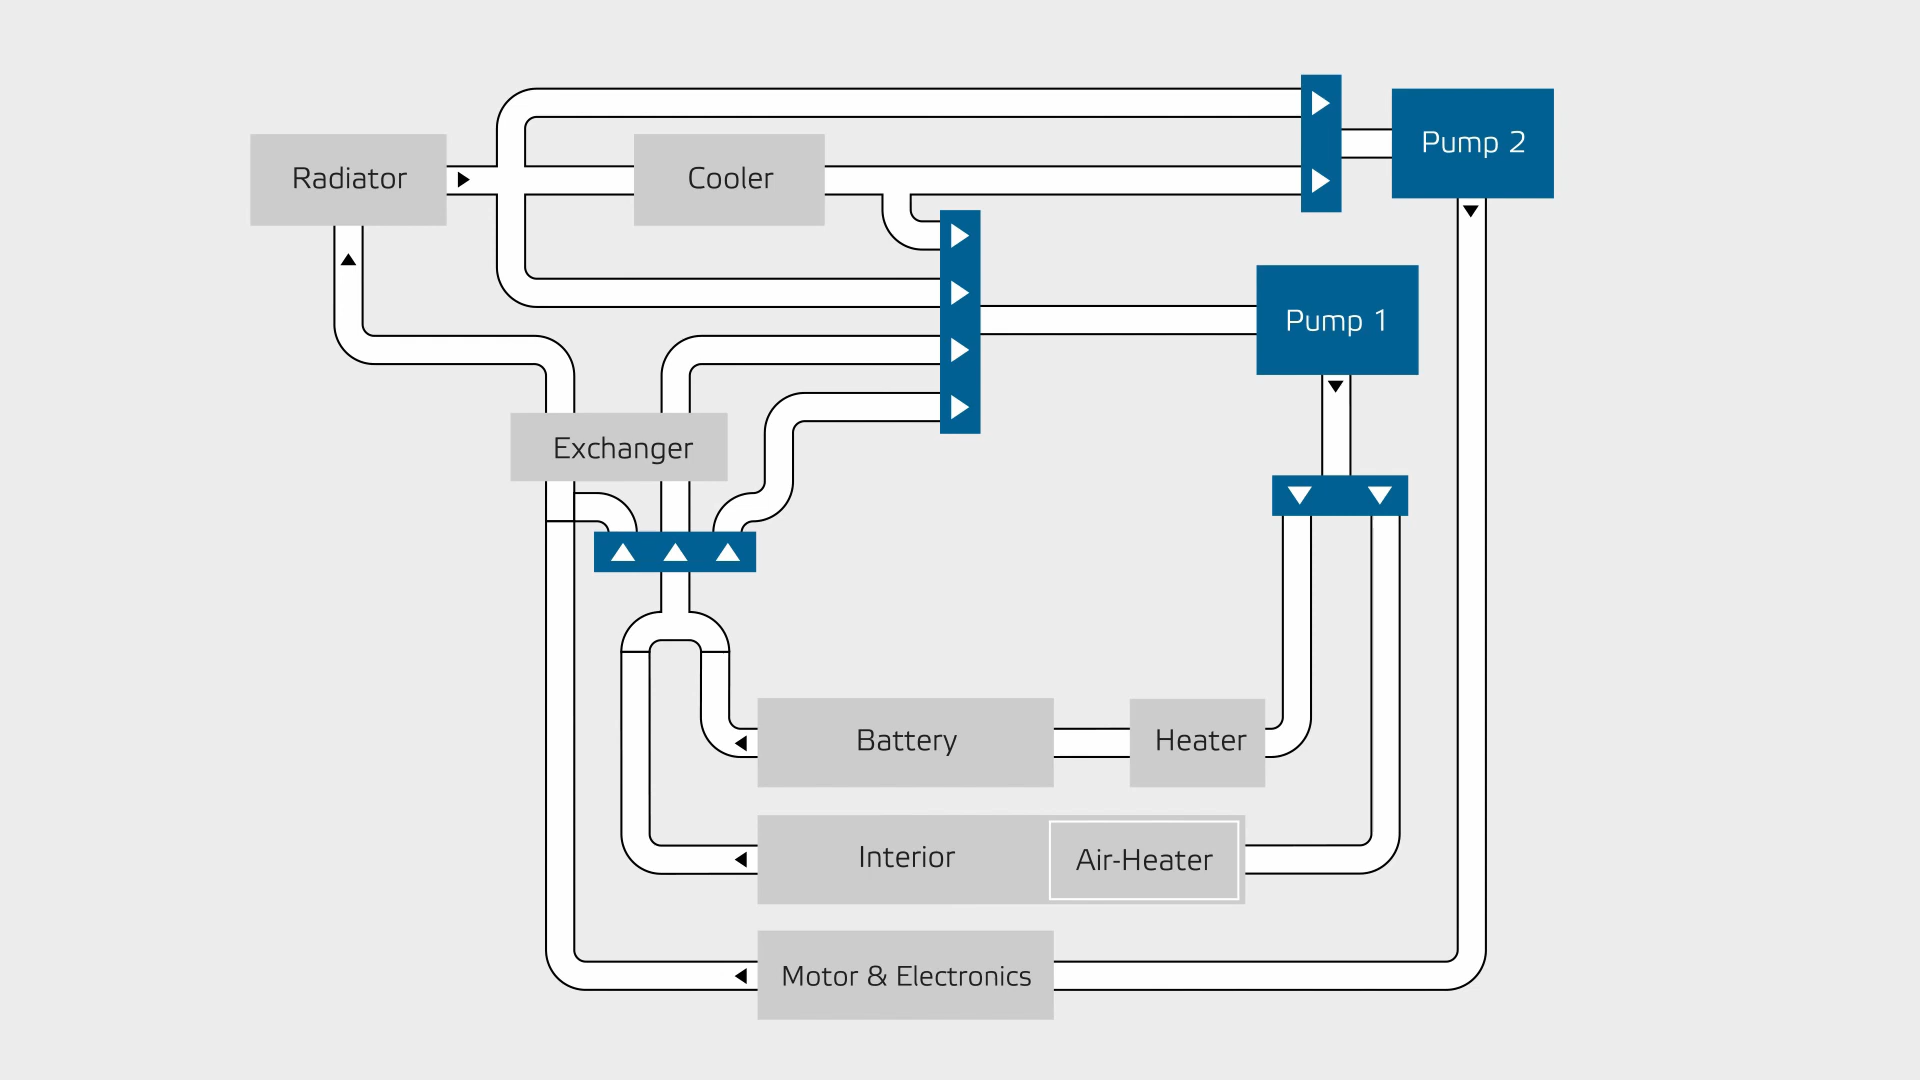 Pump 2
Radiator
Cooler
Pump 1
Exchanger
Battery
Heater
Interior
Air-Heater
Motor & Electronics